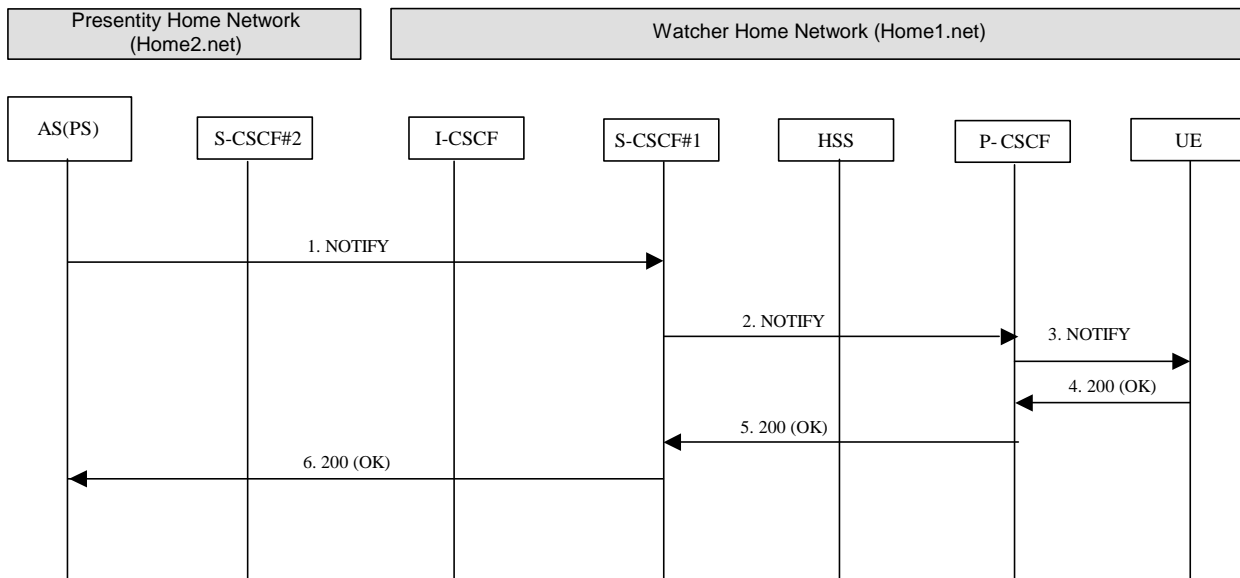 Presentity Home Network
(Home2.net)
Watcher Home Network (Home1.net)
AS(PS)
S-CSCF#2
I-CSCF
S-CSCF#1
HSS
P- CSCF
UE
1. NOTIFY
2. NOTIFY
3. NOTIFY
4. 200 (OK)
5. 200 (OK)
6. 200 (OK)